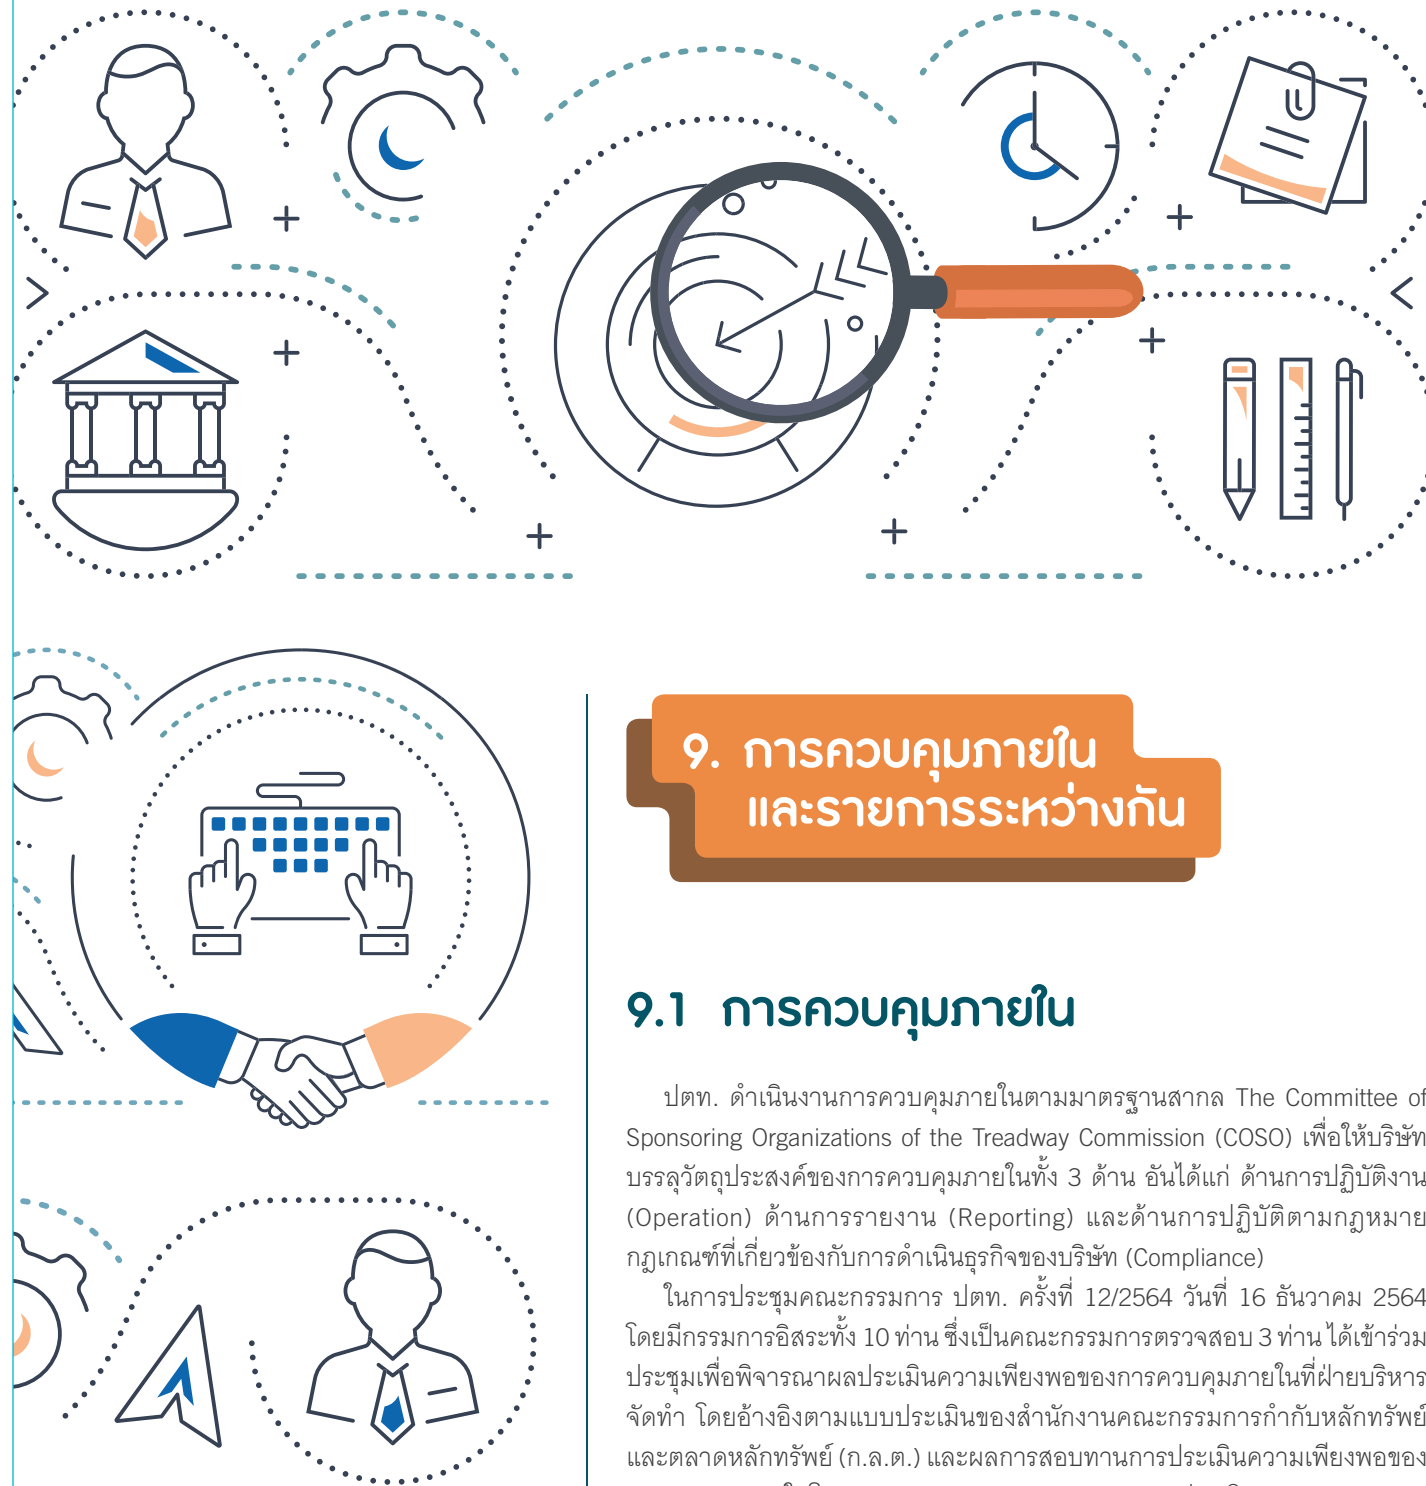 9. การควบคุมภายใน
และรายการระหว่างกัน
9.1 การควบคุมภายใน
ปตท. ดำเนินงานการควบคุมภายในตามมาตรฐานสากล The Committee of
Sponsoring Organizations of the Treadway Commission (COSO) เพื่อให้บริษัท
บรรลุวัตถุประสงค์ของการควบคุมภายในทั้ง 3 ด้าน อันได้แก่ ด้านการปฏิบัติงาน
(Operation) ด้านการรายงาน (Reporting) และด้านการปฏิบัติตามกฎหมาย
กฎเกณฑ์ที่เกี่ยวข้องกับการดำเนินธุรกิจของบริษัท (Compliance)
ในการประชุมคณะกรรมการ ปตท. ครั้งที่ 12/2564 วันที่ 16 ธันวาคม 2564
โดยมีกรรมการอิสระทั้ง 10 ท่าน ซึ่งเป็นคณะกรรมการตรวจสอบ 3 ท่าน ได้เข้าร่วม
ประชุมเพื่อพิจารณาผลประเมินความเพียงพอของการควบคุมภายในที่ฝ่ายบริหาร
จัดทำ โดยอ้างอิงตามแบบประเมินของสำนักงานคณะกรรมการกำกับหลักทรัพย์
และตลาดหลักทรัพย์ (ก.ล.ต.) และผลการสอบทานการประเมินความเพียงพอของ